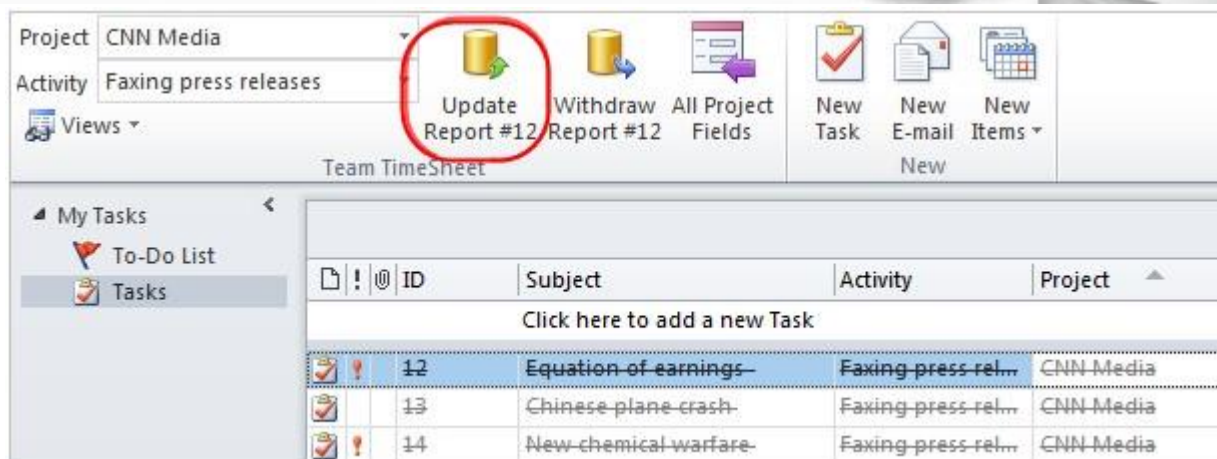 Project CNN Media
Activity Faxing press releases
Views
Update Report #12
Withdraw Report #12
All Project Fields
New Task
New E-mail
New Items
Team TimeSheet
New
My Tasks
To-Do List
Tasks
! ID Subject Activity Project
Click here to add a new Task
! 12 Equation of earnings Faxing press rel... CNN Media
13 Chinese plane crash Faxing press rel... CNN Media
! 14 New chemical warfare Faxing press rel... CNN Media